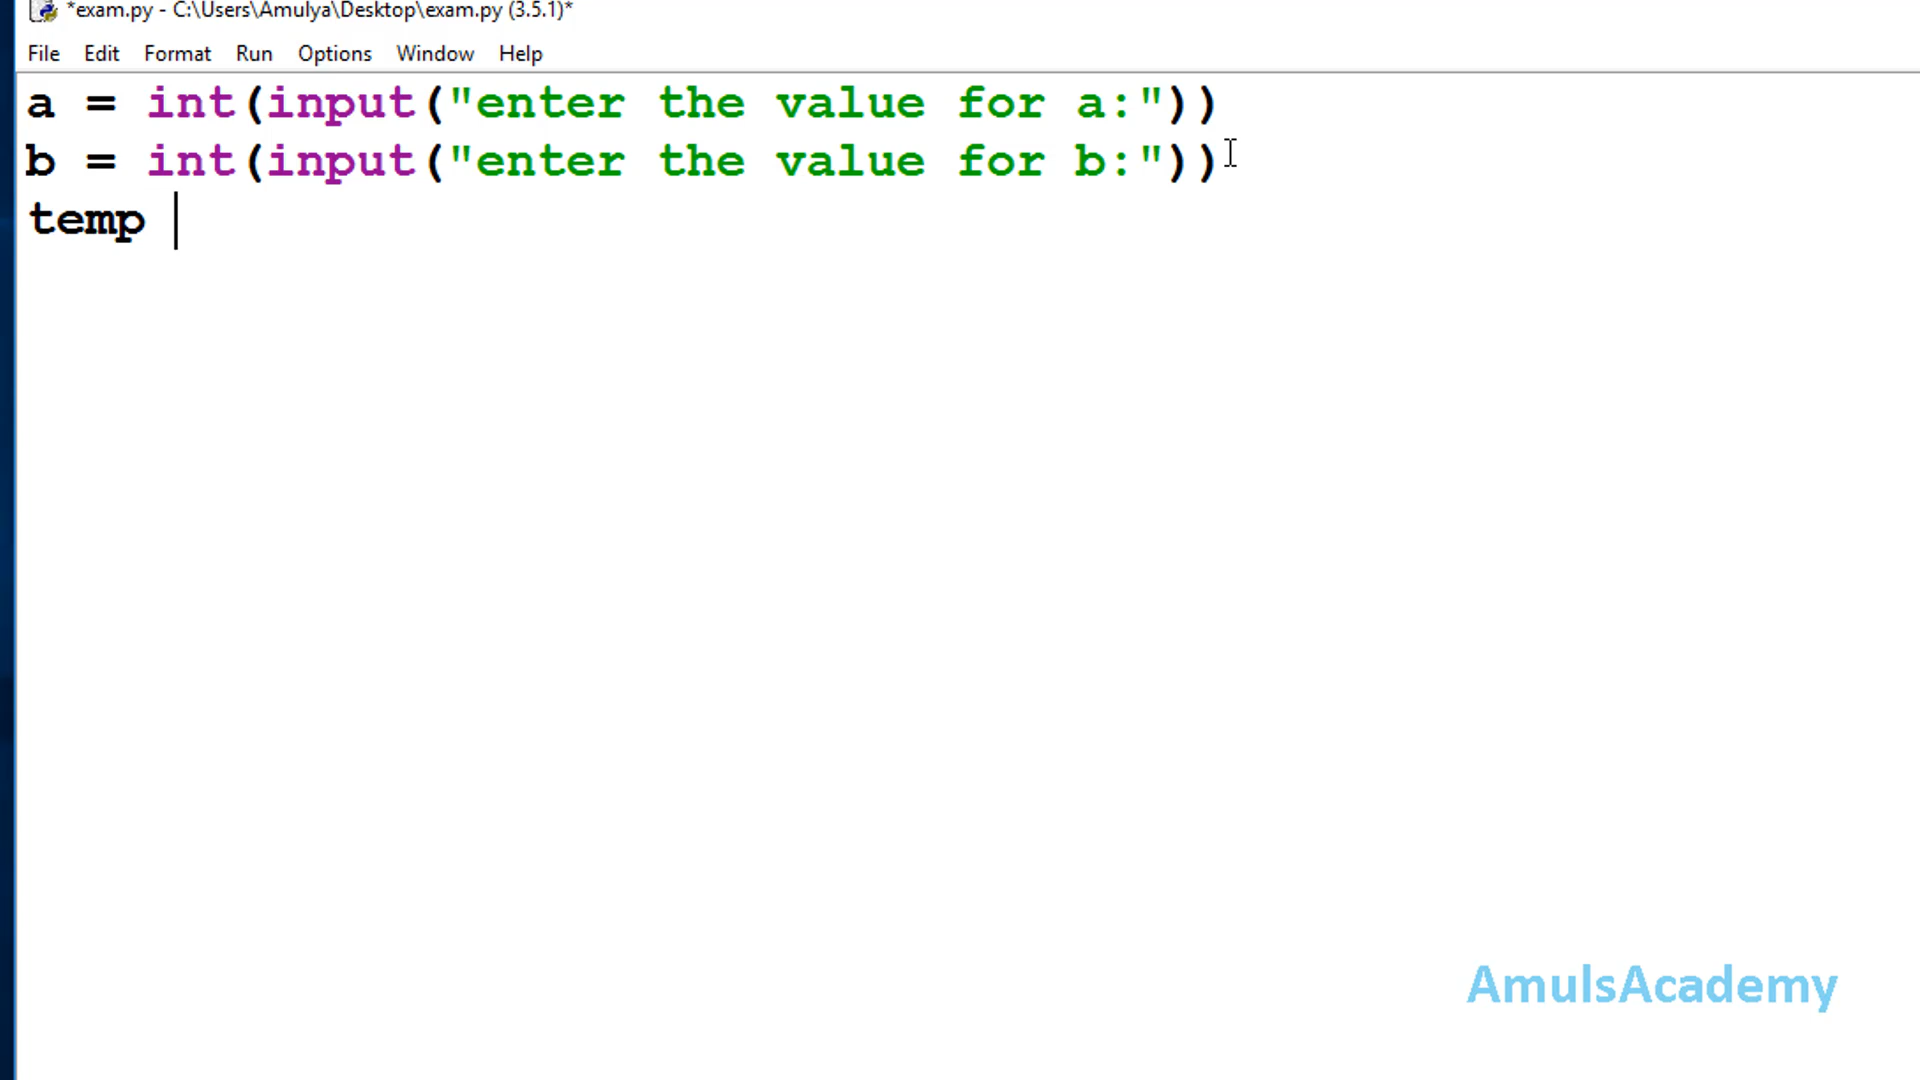 *exam.py - C:\Users\Amulya\Desktop\exam.py (3.5.1)*
File Edit Format Run Options Window Help
a = int(input("enter the value for a:"))
b = int(input("enter the value for b:"))
temp
AmulsAcademy